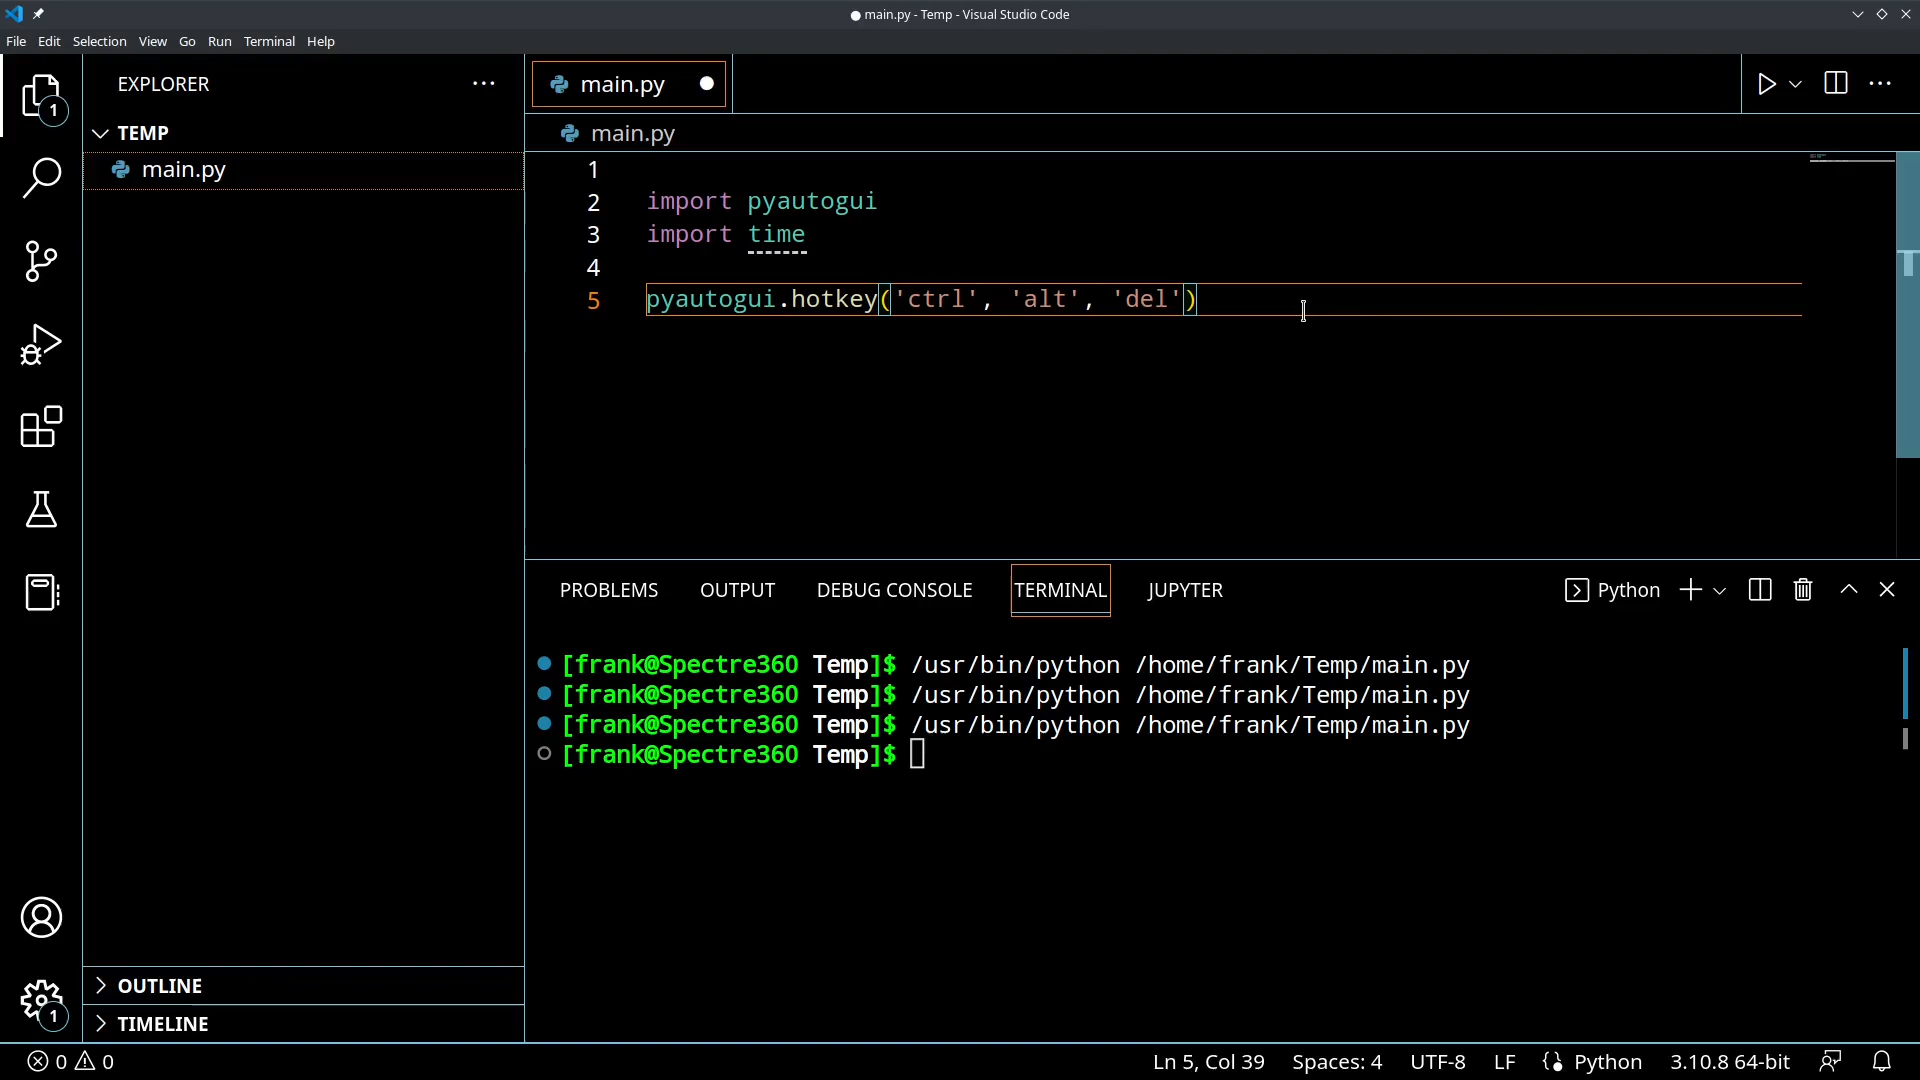 main.py - Temp - Visual Studio Code
File Edit Selection View Go Run Terminal Help
EXPLORER
TEMP
main.py
1
main.py
main.py
1
2 import pyautogui
3 import time
4
5 pyautogui.hotkey('ctrl', 'alt', 'del')
PROBLEMS OUTPUT DEBUG CONSOLE TERMINAL JUPYTER Python
[frank@Spectre360 Temp]$ /usr/bin/python /home/frank/Temp/main.py
[frank@Spectre360 Temp]$ /usr/bin/python /home/frank/Temp/main.py
[frank@Spectre360 Temp]$ /usr/bin/python /home/frank/Temp/main.py
[frank@Spectre360 Temp]$
OUTLINE
TIMELINE
1
0 0 Ln 5, Col 39 Spaces: 4 UTF-8 LF Python 3.10.8 64-bit